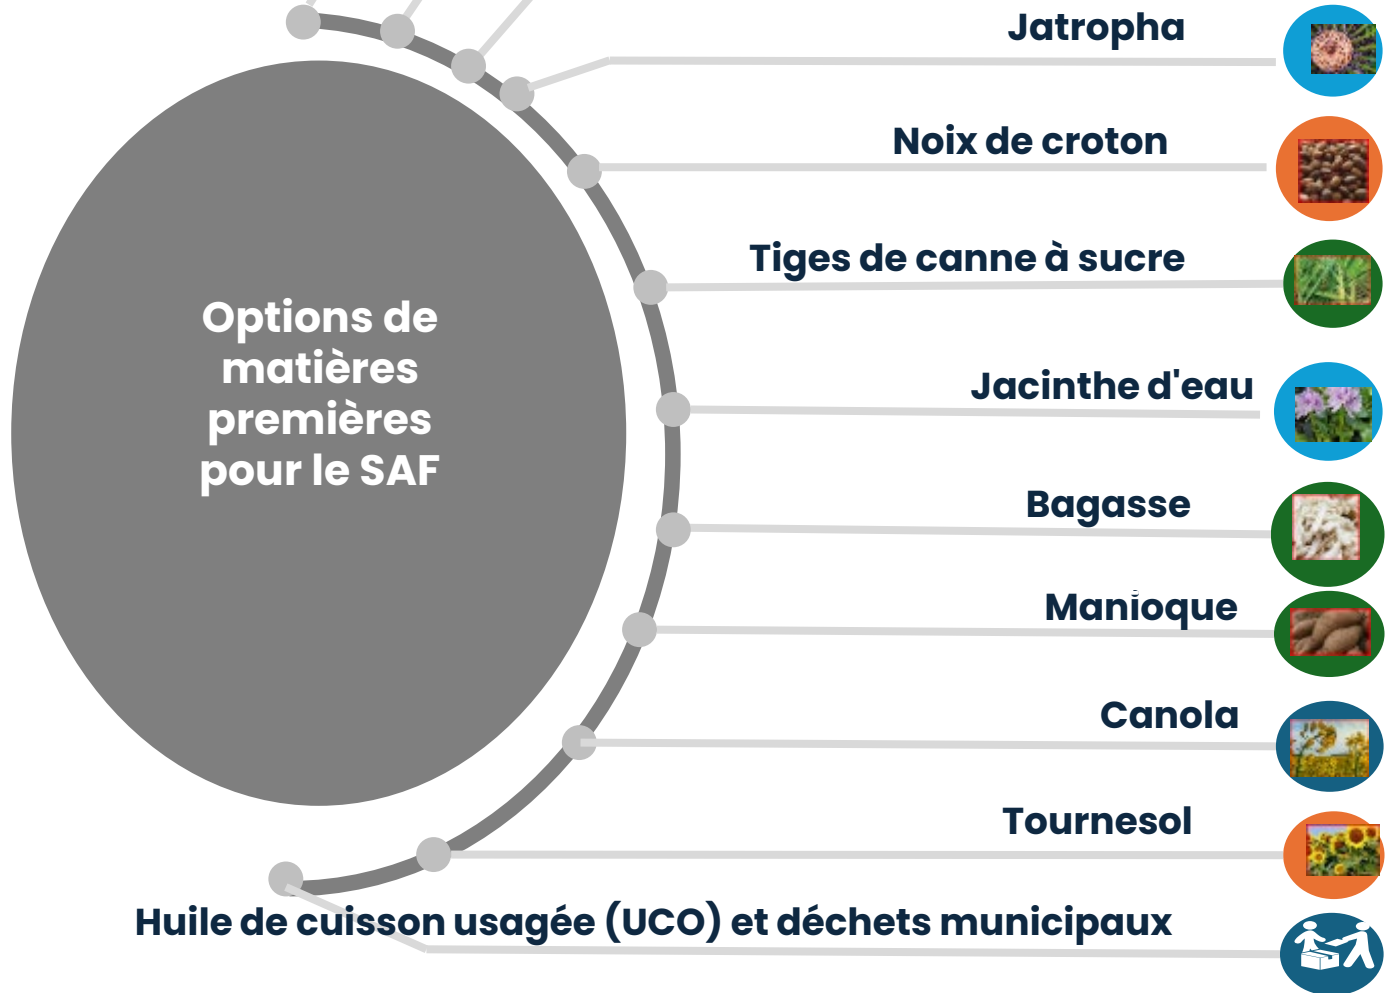 Jatropha
Noix de croton
Tiges de canne à sucre
Options de
matières
premières
pour le SAF
Jacinthe d'eau
Bagasse
Manioque
Canola
Tournesol
Huile de cuisson usagée (UCO) et déchets municipaux